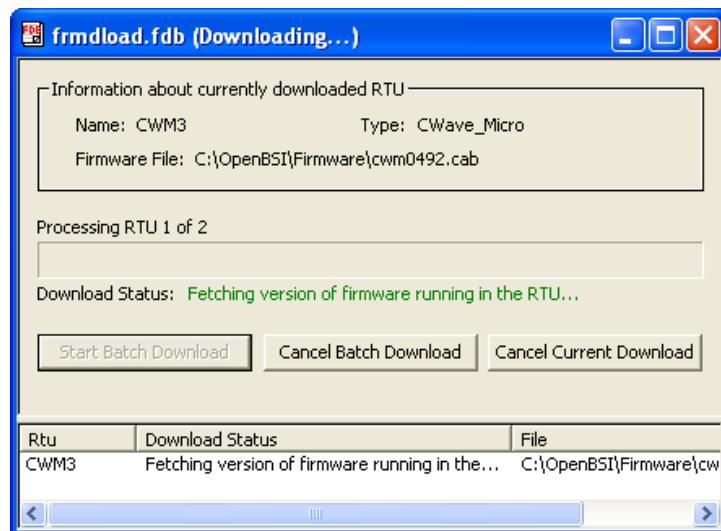 frmdload.fdb (Downloading...)
Information about currently downloaded RTU
Name: CWM3 Type: CWave_Micro
Firmware File: C:\OpenBSI\Firmware\cwm0492.cab
Processing RTU 1 of 2
Download Status: Fetching version of firmware running in the RTU...
Start Batch Download Cancel Batch Download Cancel Current Download
Rtu Download Status File
CWM3 Fetching version of firmware running in the... C:\OpenBSI\Firmware\cw